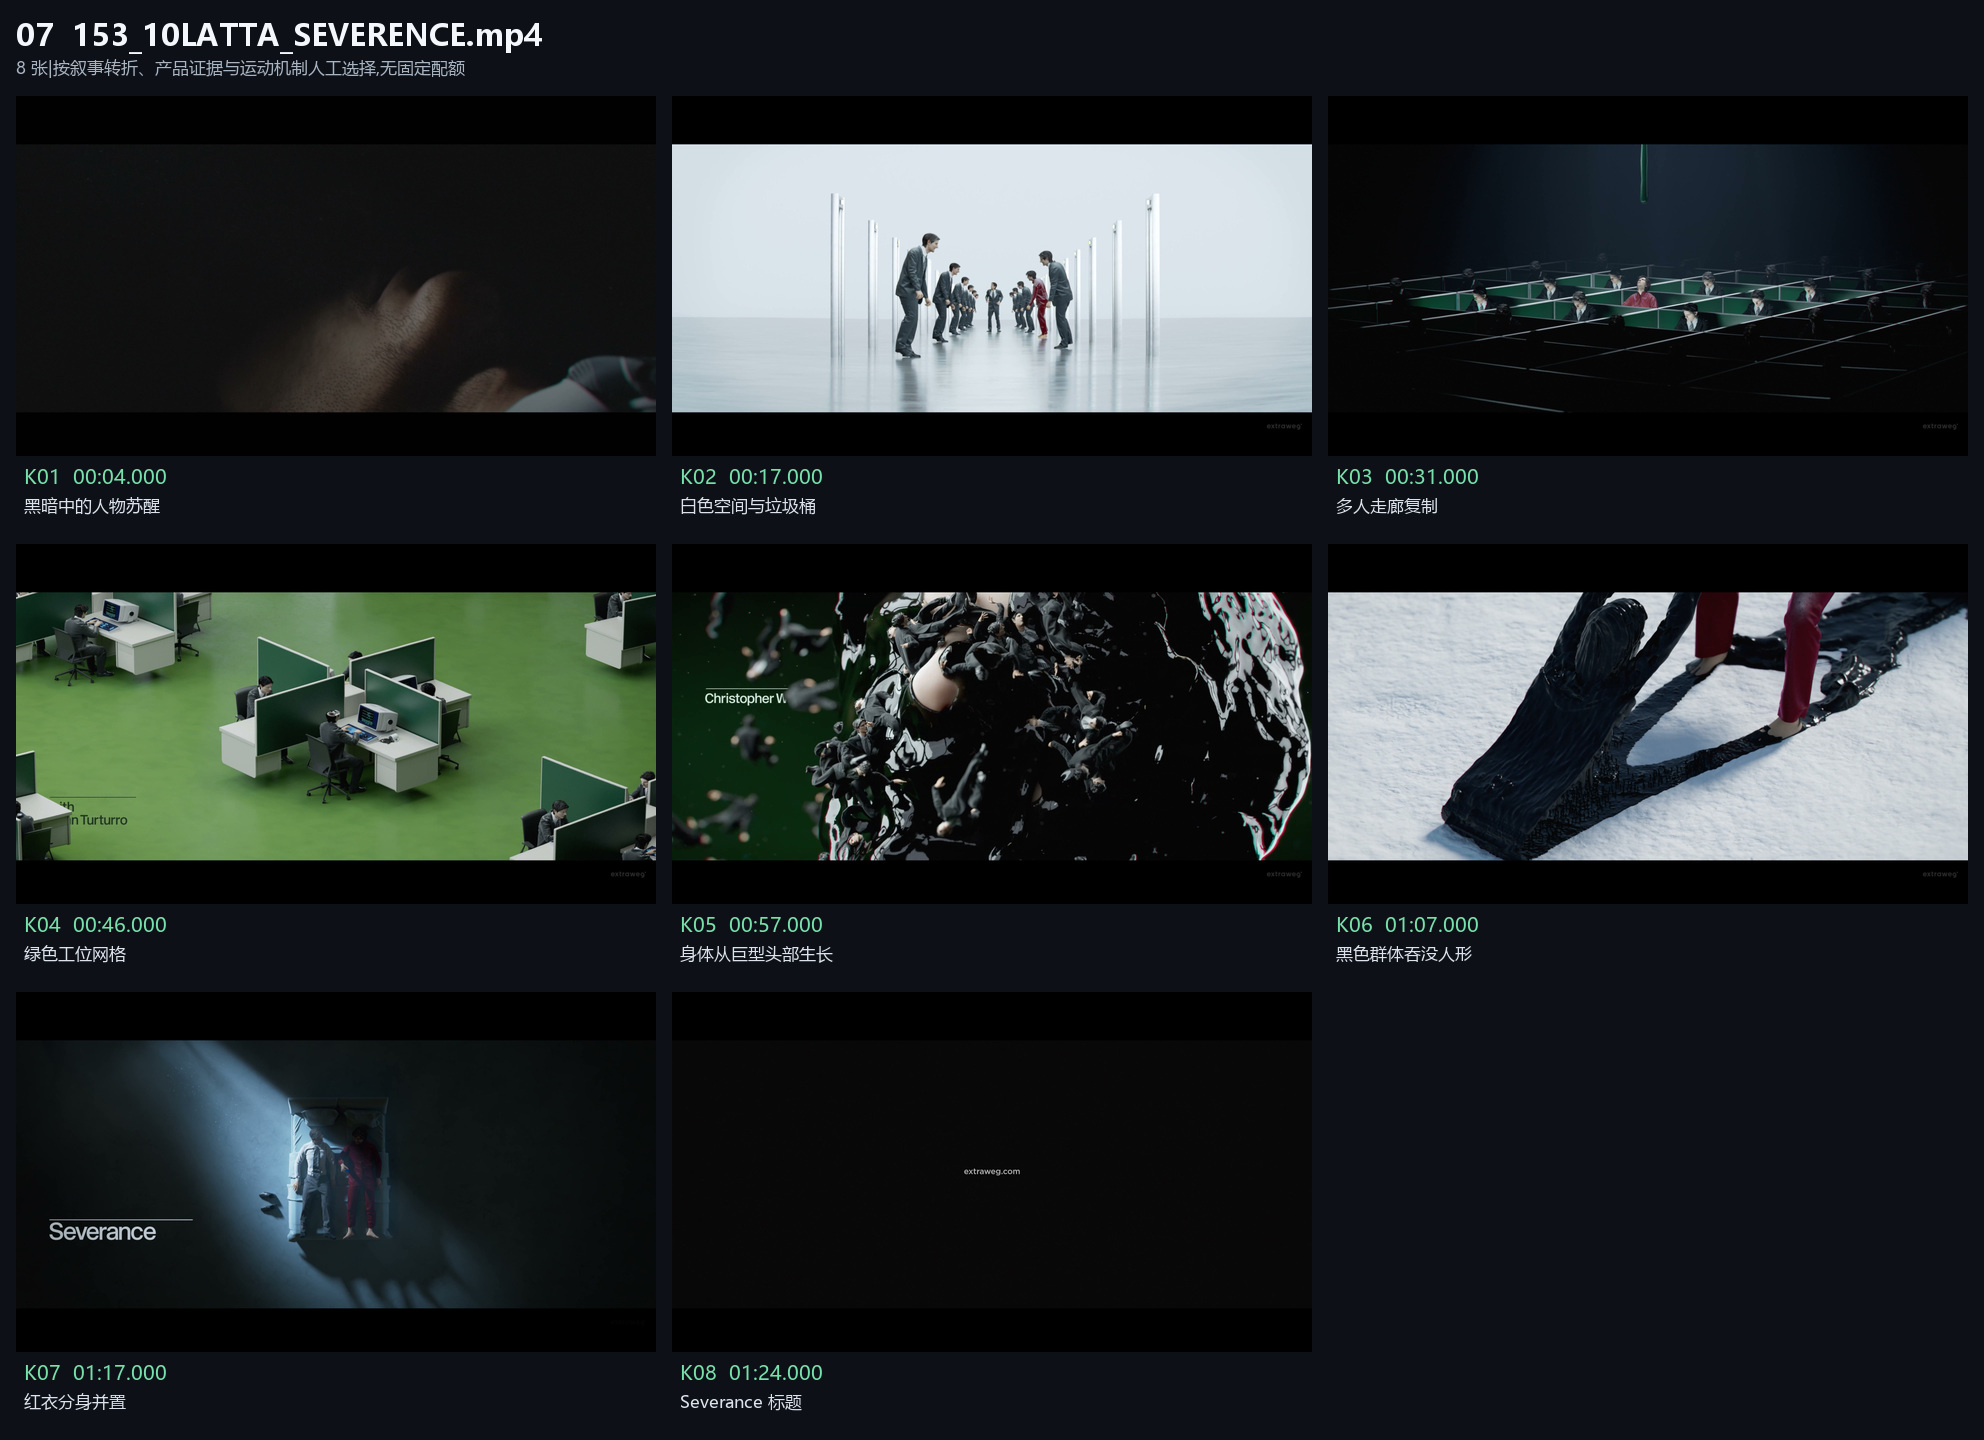 07 153_10LATTA_SEVERENCE.mp4
8 张|按叙事转折、产品证据与运动机制人工选择,无固定配额
extraweg
extraweg
K01 00:04.000
黑暗中的人物苏醒
K02 00:17.000
白色空间与垃圾桶
K03 00:31.000
多人走廊复制
ith
n Turturro
extraweg
Christopher W
extraweg
extraweg
K04 00:46.000
绿色工位网格
K05 00:57.000
身体从巨型头部生长
K06 01:07.000
黑色群体吞没人形
Severance
extraweg.com
K07 01:17.000
红衣分身并置
K08 01:24.000
Severance 标题